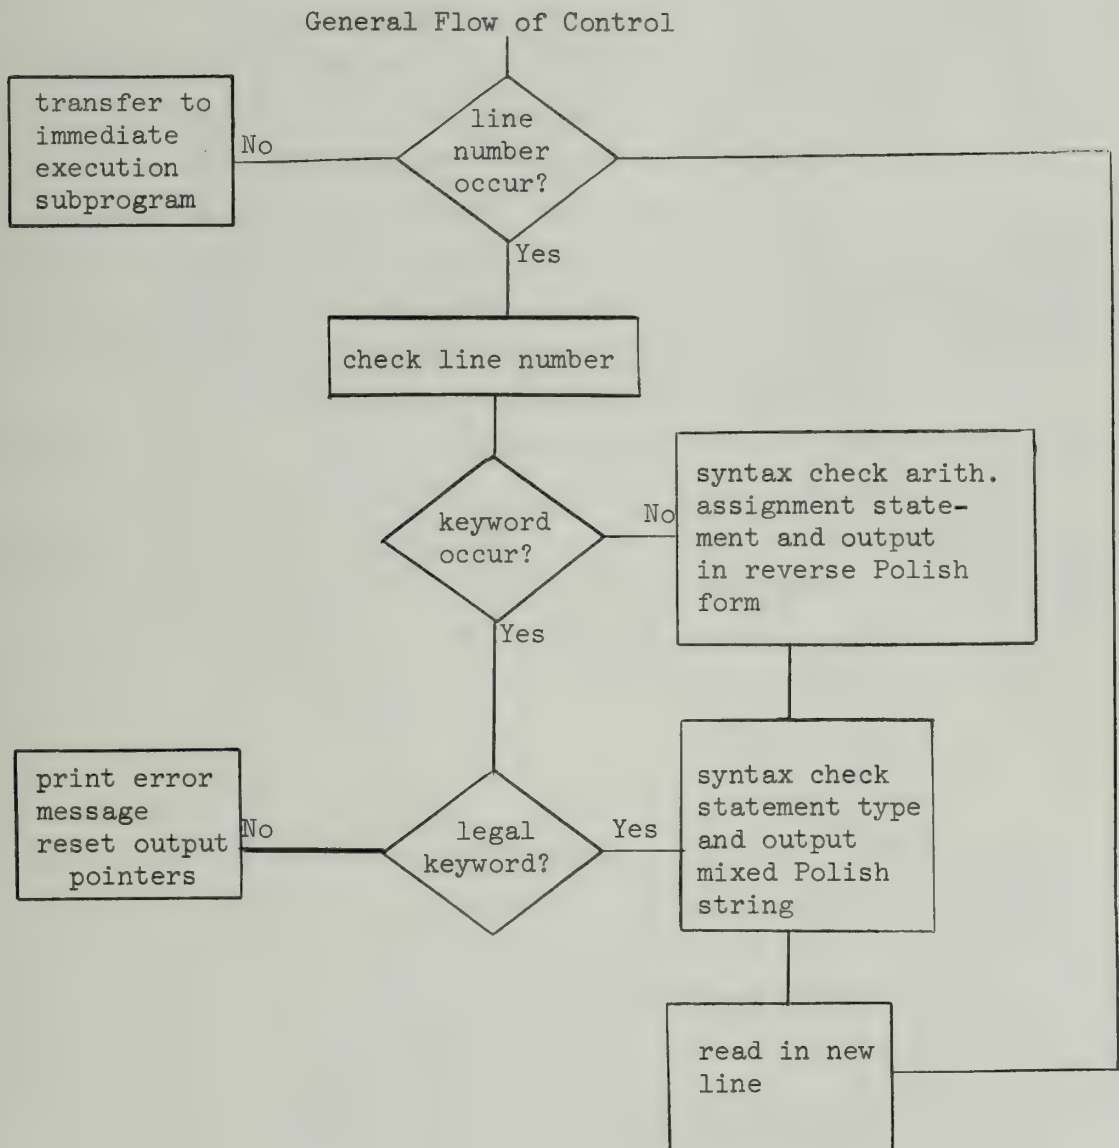 General Flow of Control
transfer to
immediate
execution
subprogram
No
line
number
occur?
Yes
check line number
keyword
occur?
No
syntax check arith.
assignment state-
ment and output
in reverse Polish
form
Yes
print error
message
reset output
pointers
No
legal
keyword?
Yes
syntax check
statement type
and output
mixed Polish
string
read in new
line